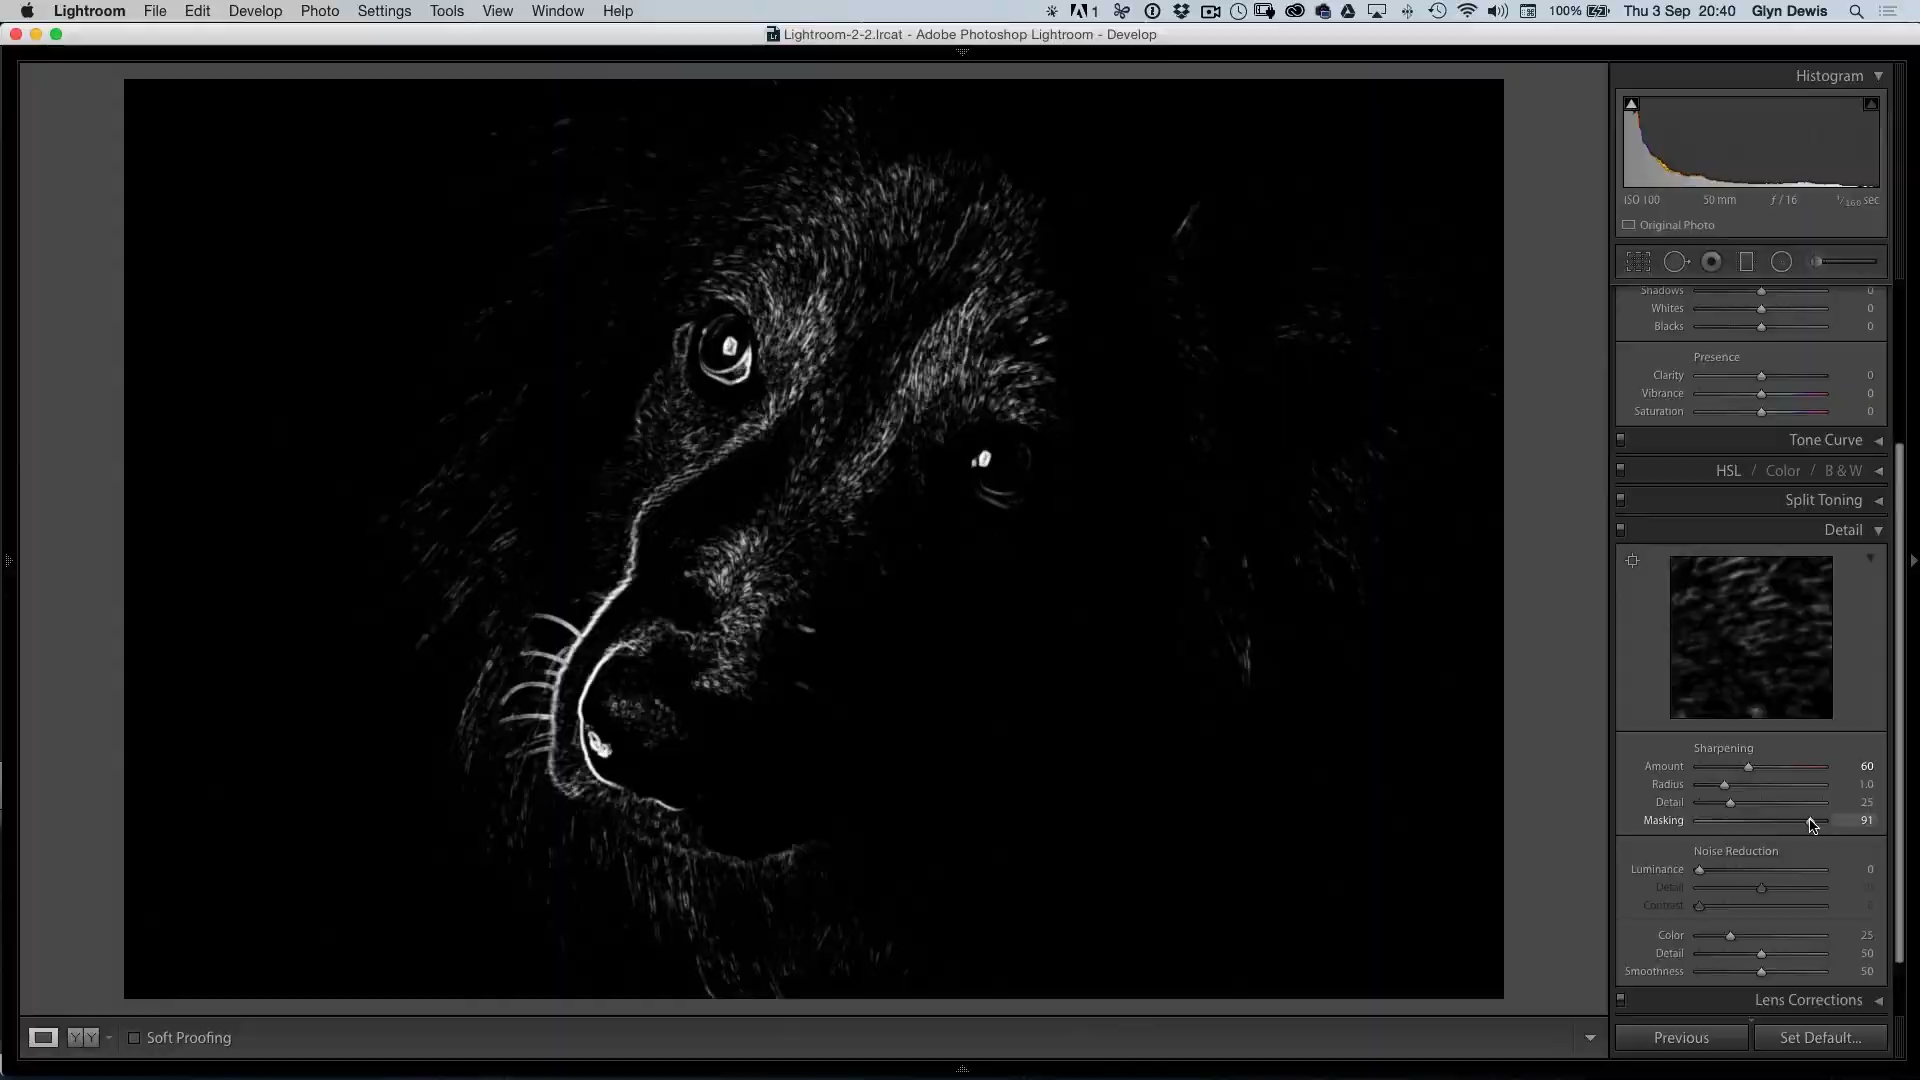 Lightroom File Edit Develop Photo Settings Tools View Window Help 1 100% Thu 3 Sep 20:40 Glyn Dewis
Lightroom-2-2.lrcat - Adobe Photoshop Lightroom - Develop
Histogram
ISO 100 50 mm ƒ / 16 1/160 sec
Original Photo
Shadows 0
Whites 0
Blacks 0
Presence
Clarity 0
Vibrance 0
Saturation 0
Tone Curve
HSL / Color / B & W
Split Toning
Detail
Sharpening
Amount 60
Radius 1.0
Detail 25
Masking 91
Noise Reduction
Luminance 0
Detail
Contrast
Color 25
Detail 50
Smoothness 50
Lens Corrections
Y Y Soft Proofing Previous Set Default...